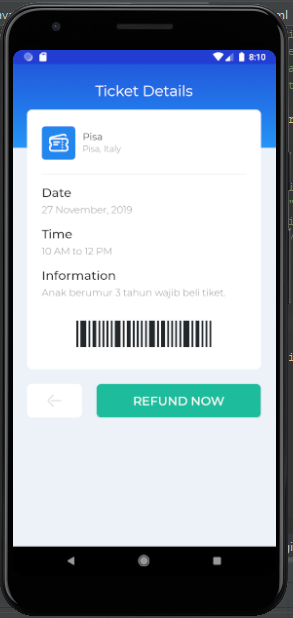 8:10
Ticket Details
Pisa
Pisa, Italy
Date
27 November, 2019
Time
10 AM to 12 PM
Information
Anak berumur 3 tahun wajib beli tiket.
REFUND NOW